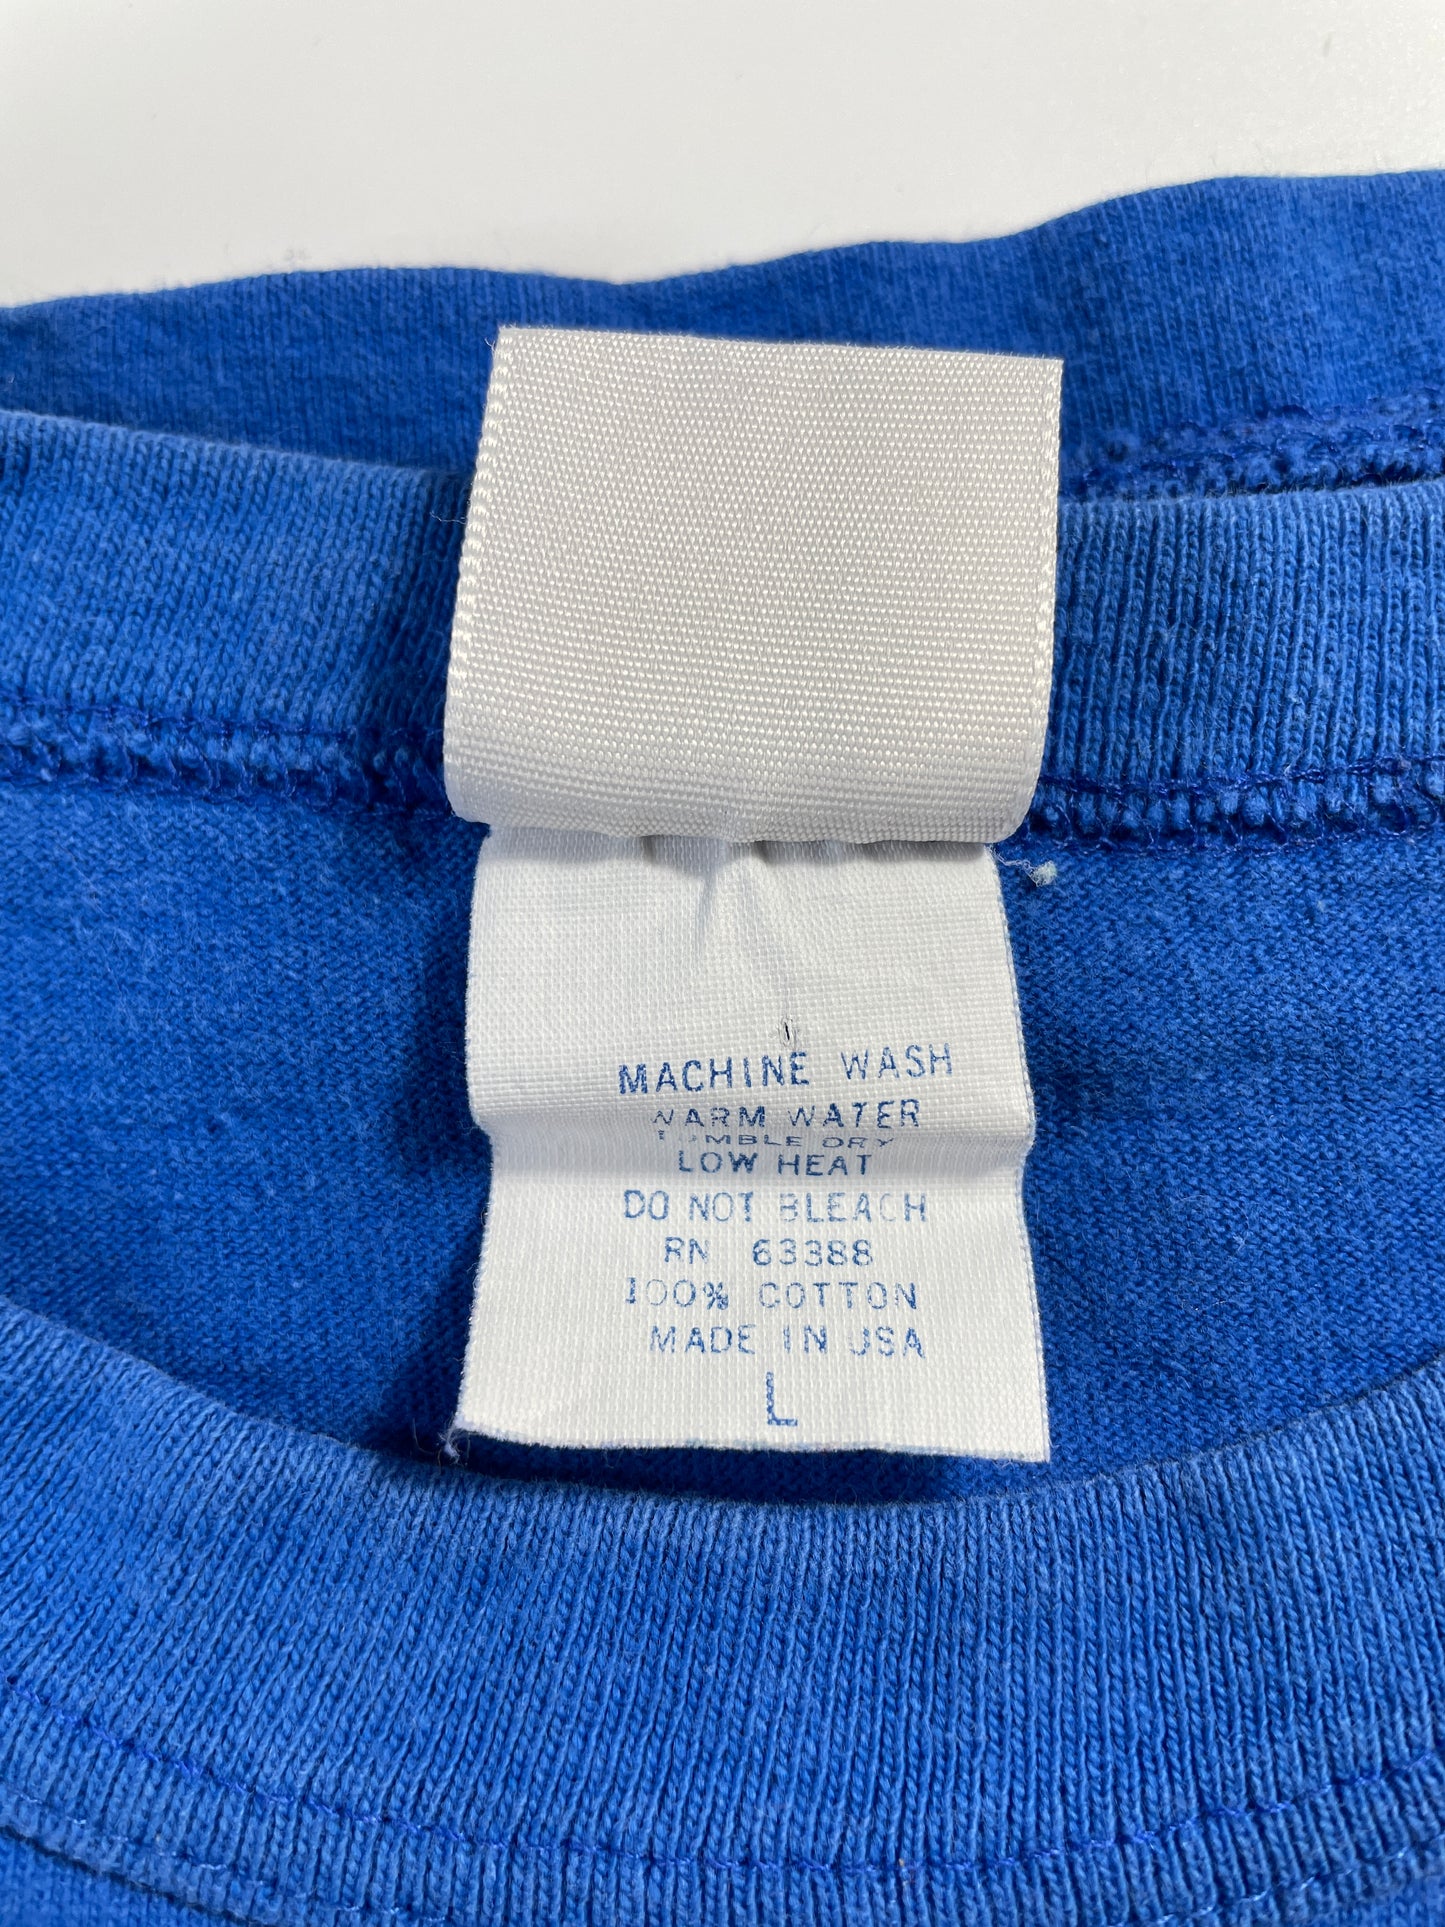 MACHINE WASH
WARM WATER
TUMBLE DRY
LOW HEAT
DO NOT BLEACH
RN 63388
100% COTTON
MADE IN USA
L